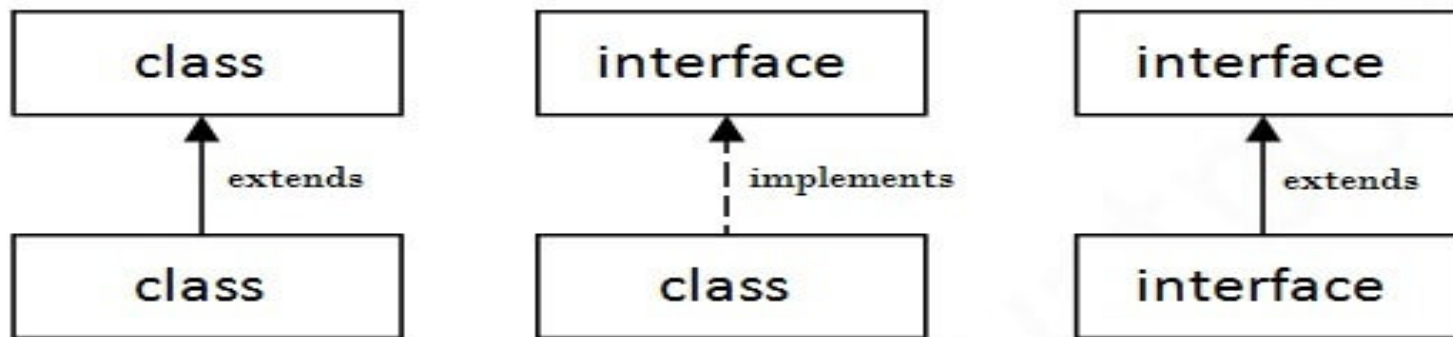 class interface interface
extends implements extends
class class interface